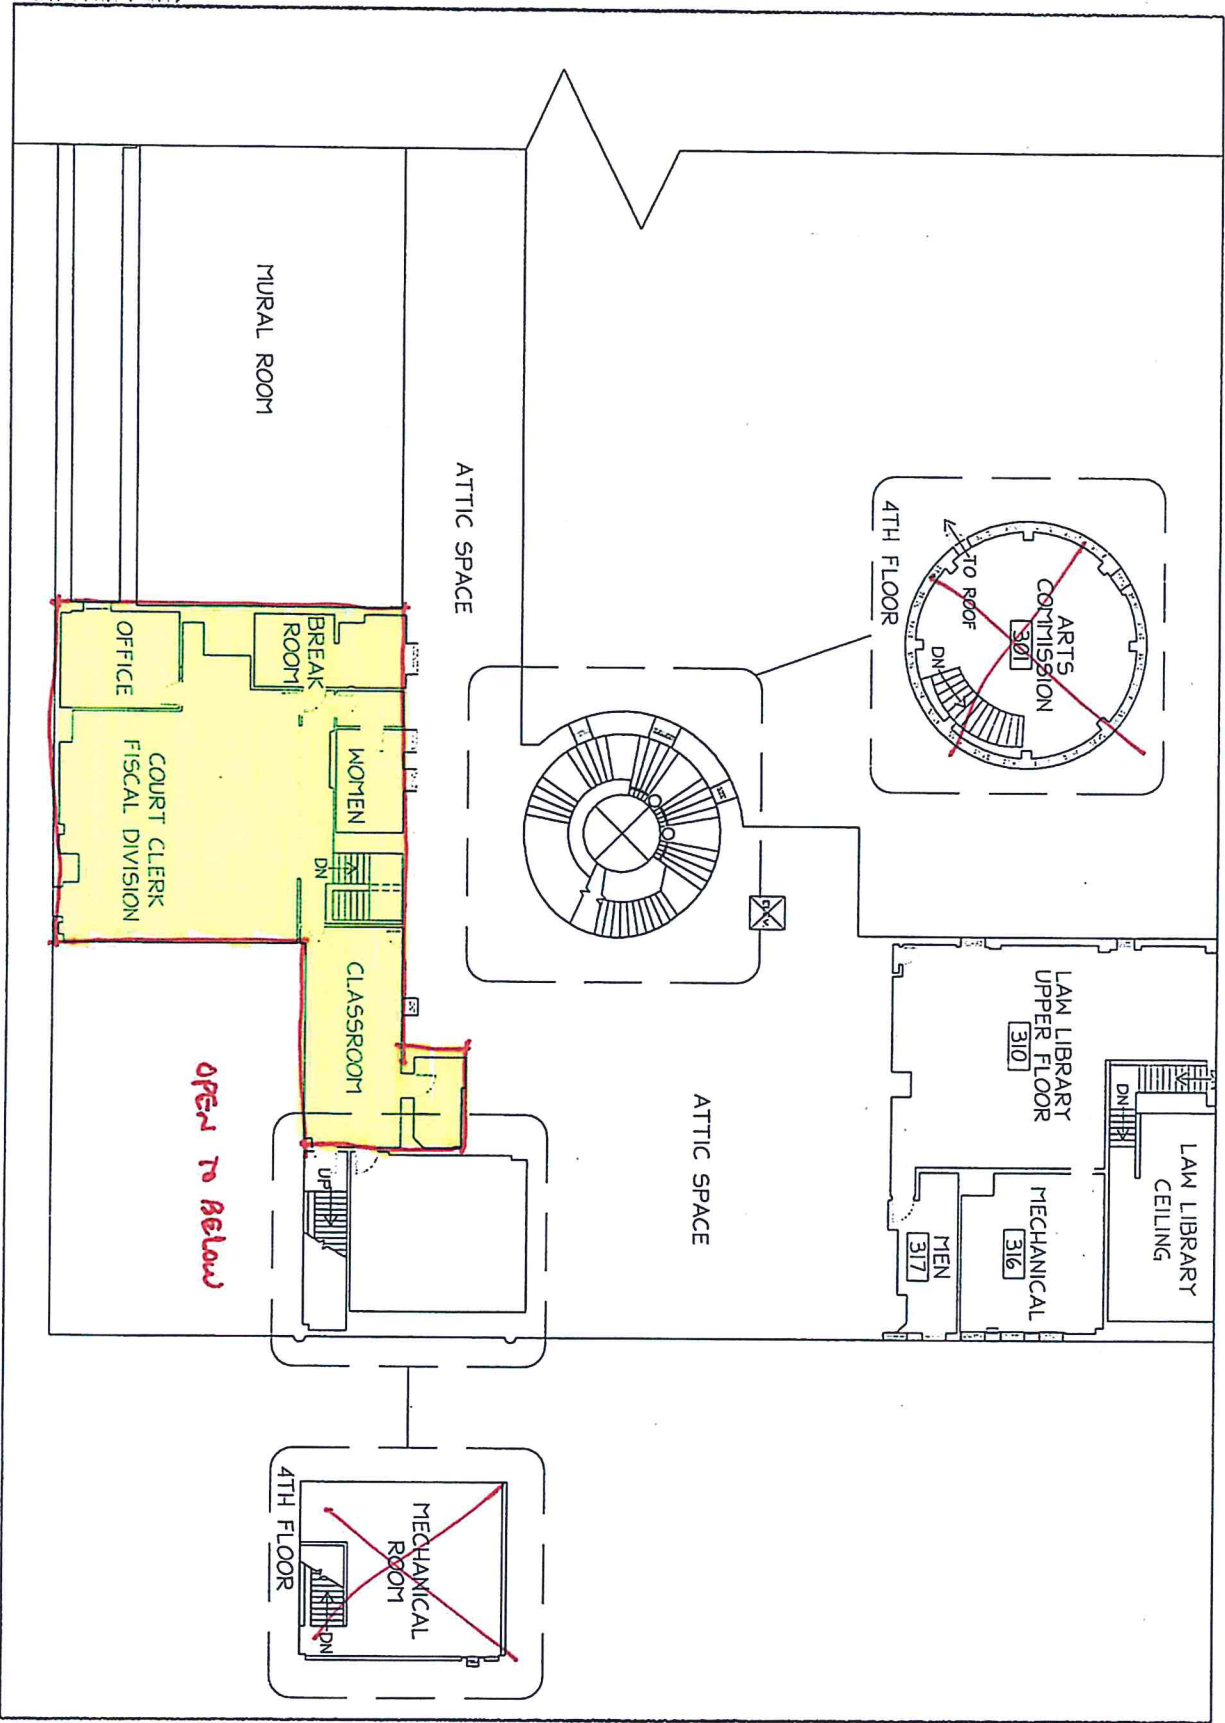 LAW LIBRARY
CEILING
DN
LAW LIBRARY
UPPER FLOOR
310
MECHANICAL
316
MEN
317
ARTS
COMMISSION
301
TO ROOF
DN
4TH FLOOR
ATTIC SPACE
ATTIC SPACE
MURAL ROOM
BREAK
ROOM
OFFICE
WOMEN
DN
COURT CLERK
FISCAL DIVISION
CLASSROOM
UP
OPEN TO BELOW
MECHANICAL
ROOM
DN
4TH FLOOR